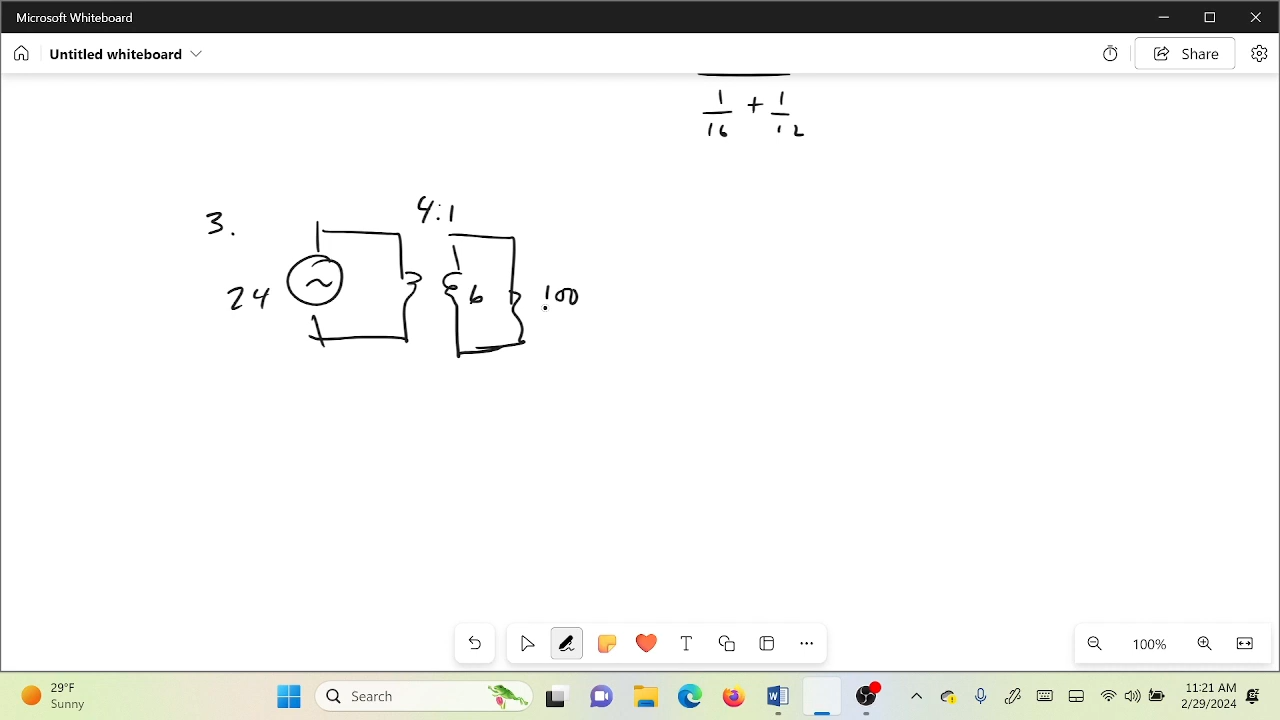 Microsoft Whiteboard
Untitled whiteboard
Share
1/16 + 1/12
3.
4:1
24
6
100
100%
29°F
Sunny
Search
11:21 AM
2/29/2024